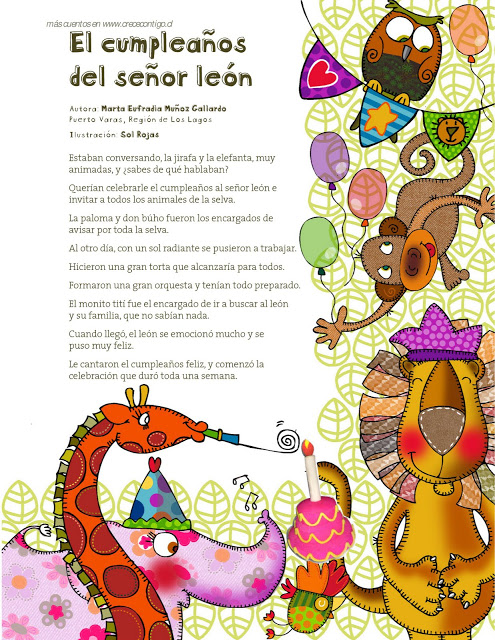 más cuentos en www.crececontigo.cl
El cumpleaños
del señor león
Autora: Marta Eufradia Muñoz Gallardo
Puerto Varas, Región de Los Lagos
Ilustración: Sol Rojas
Estaban conversando, la jirafa y la elefanta, muy
animadas, y ¿sabes de qué hablaban?
Querían celebrarle el cumpleaños al señor león e
invitar a todos los animales de la selva.
La paloma y don búho fueron los encargados de
avisar por toda la selva.
Al otro día, con un sol radiante se pusieron a trabajar.
Hicieron una gran torta que alcanzaría para todos.
Formaron una gran orquesta y tenían todo preparado.
El monito tití fue el encargado de ir a buscar al león
y su familia, que no sabían nada.
Cuando llegó, el león se emocionó mucho y se
puso muy feliz.
Le cantaron el cumpleaños feliz, y comenzó la
celebración que duró toda una semana.